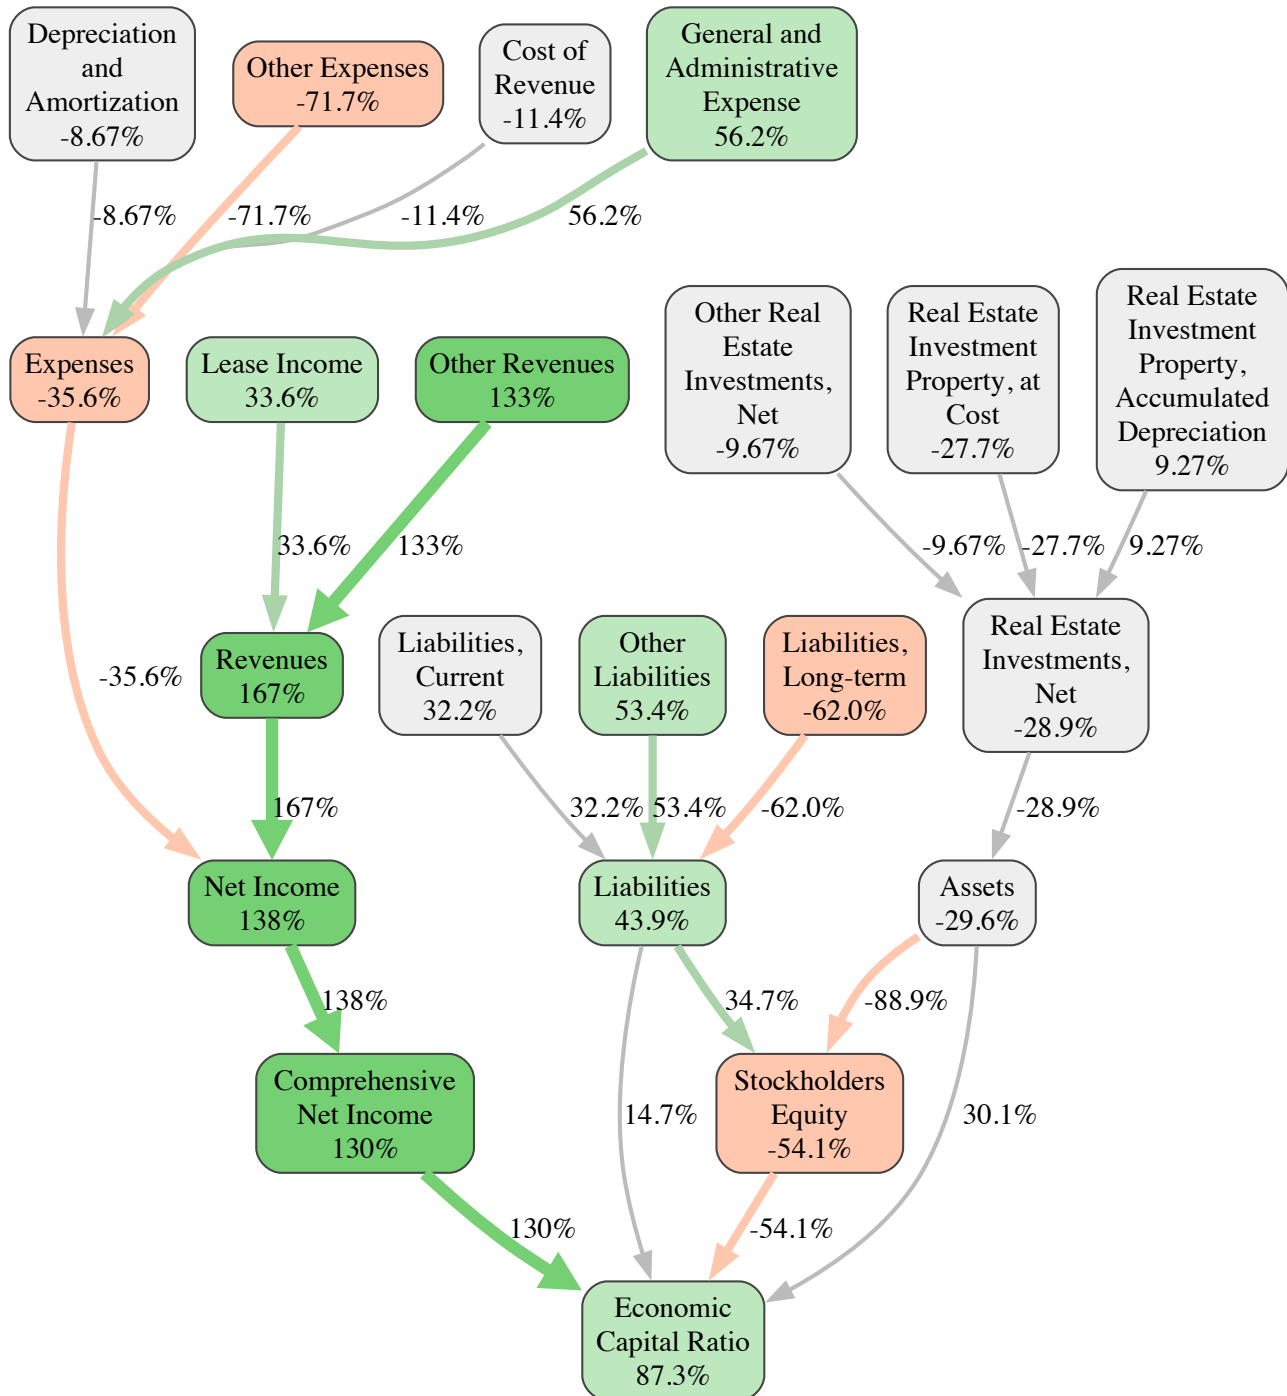 Depreciation
and
Amortization
-8.67%
Other Expenses
-71.7%
Cost of
Revenue
-11.4%
General and
Administrative
Expense
56.2%
-8.67%
-71.7%
-11.4%
56.2%
Expenses
-35.6%
Lease Income
33.6%
Other Revenues
133%
Other Real
Estate
Investments,
Net
-9.67%
Real Estate
Investment
Property, at
Cost
-27.7%
Real Estate
Investment
Property,
Accumulated
Depreciation
9.27%
33.6%
133%
-9.67%
-27.7%
9.27%
-35.6%
Revenues
167%
Liabilities,
Current
32.2%
Other
Liabilities
53.4%
Liabilities,
Long-term
-62.0%
Real Estate
Investments,
Net
-28.9%
167%
32.2%
53.4%
-62.0%
-28.9%
Net Income
138%
Liabilities
43.9%
Assets
-29.6%
138%
34.7%
-88.9%
Comprehensive
Net Income
130%
14.7%
Stockholders
Equity
-54.1%
30.1%
130%
-54.1%
Economic
Capital Ratio
87.3%